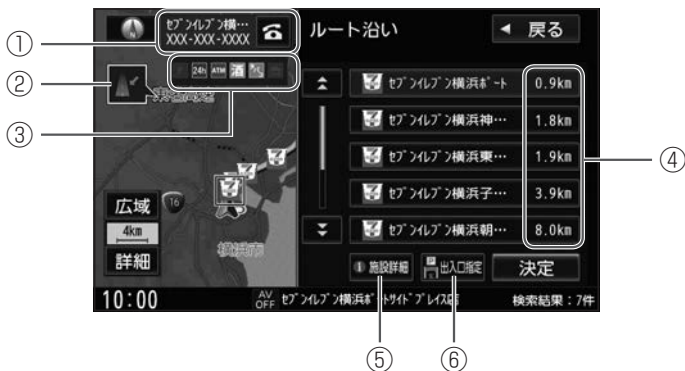 ①
②
③
④
⑤
⑥
セブンイレブン横…
XXX-XXX-XXXX
ルート沿い
◀ 戻る
24h ATM 酒
東名高速
セブンイレブン横浜ポート 0.9km
セブンイレブン横浜神… 1.8km
セブンイレブン横浜東… 1.9km
セブンイレブン横浜子… 3.9km
セブンイレブン横浜朝… 8.0km
広域
16
4km
詳細
横浜市
施設詳細
P 出入口指定
決定
10:00
AV OFF
セブンイレブン横浜ポートサイドプレイス店
検索結果：7件